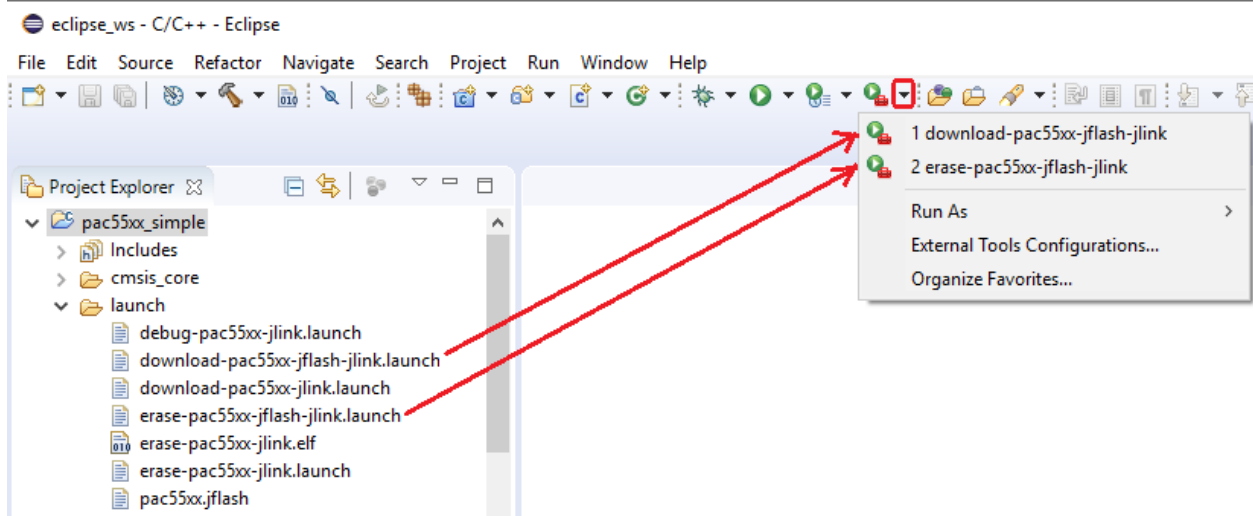 eclipse_ws - C/C++ - Eclipse
File Edit Source Refactor Navigate Search Project Run Window Help
1 download-pac55xx-jflash-jlink
2 erase-pac55xx-jflash-jlink
Run As
External Tools Configurations...
Organize Favorites...
Project Explorer
pac55xx_simple
Includes
cmsis_core
launch
debug-pac55xx-jlink.launch
download-pac55xx-jflash-jlink.launch
download-pac55xx-jlink.launch
erase-pac55xx-jflash-jlink.launch
erase-pac55xx-jlink.elf
erase-pac55xx-jlink.launch
pac55xx.jflash